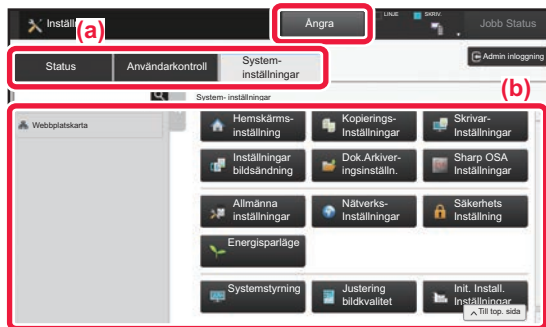 Inställn
(a)
Ångra
LINJE
SKRIV.
Jobb Status
Status
Användarkontroll
System-
inställningar
Admin inloggning
(b)
System- inställningar
Webbplatskarta
Hemskärms-
inställning
Kopierings-
Inställningar
Skrivar-
Inställningar
Inställningar
bildsändning
Dok.Arkiver-
ingsinställn.
Sharp OSA
Inställningar
Allmänna
inställningar
Nätverks-
Inställningar
Säkerhets
Inställning
Energisparläge
Systemstyrning
Justering
bildkvalitet
Init. Install.
Inställningar
Till top. sida